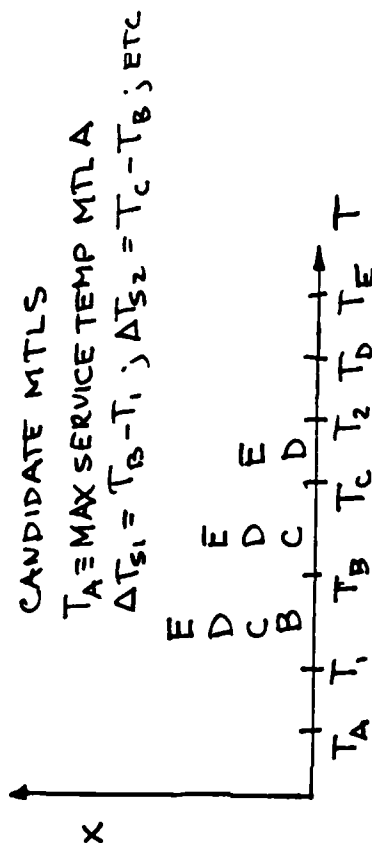 CANDIDATE MTLS
T_A ≡ MAX SERVICE TEMP MTL A
ΔT_S1 = T_B - T_1 ; ΔT_S2 = T_C - T_B ; ETC
X
E
D
C
B
E
D
C
E
D
T_A T_1 T_B T_C T_2 T_D T_E T